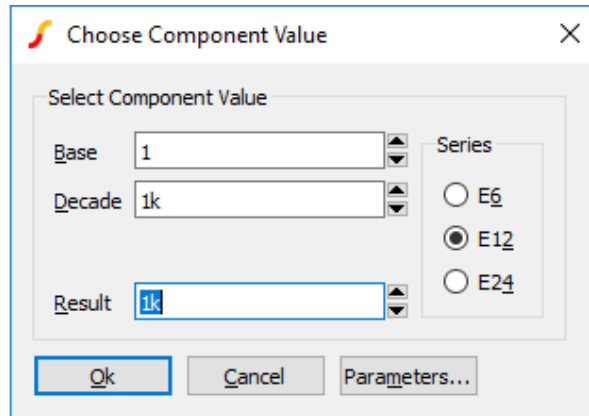 Choose Component Value
Select Component Value
Base 1
Decade 1k
Result 1k
Series
E6
E12
E24
Ok Cancel Parameters...